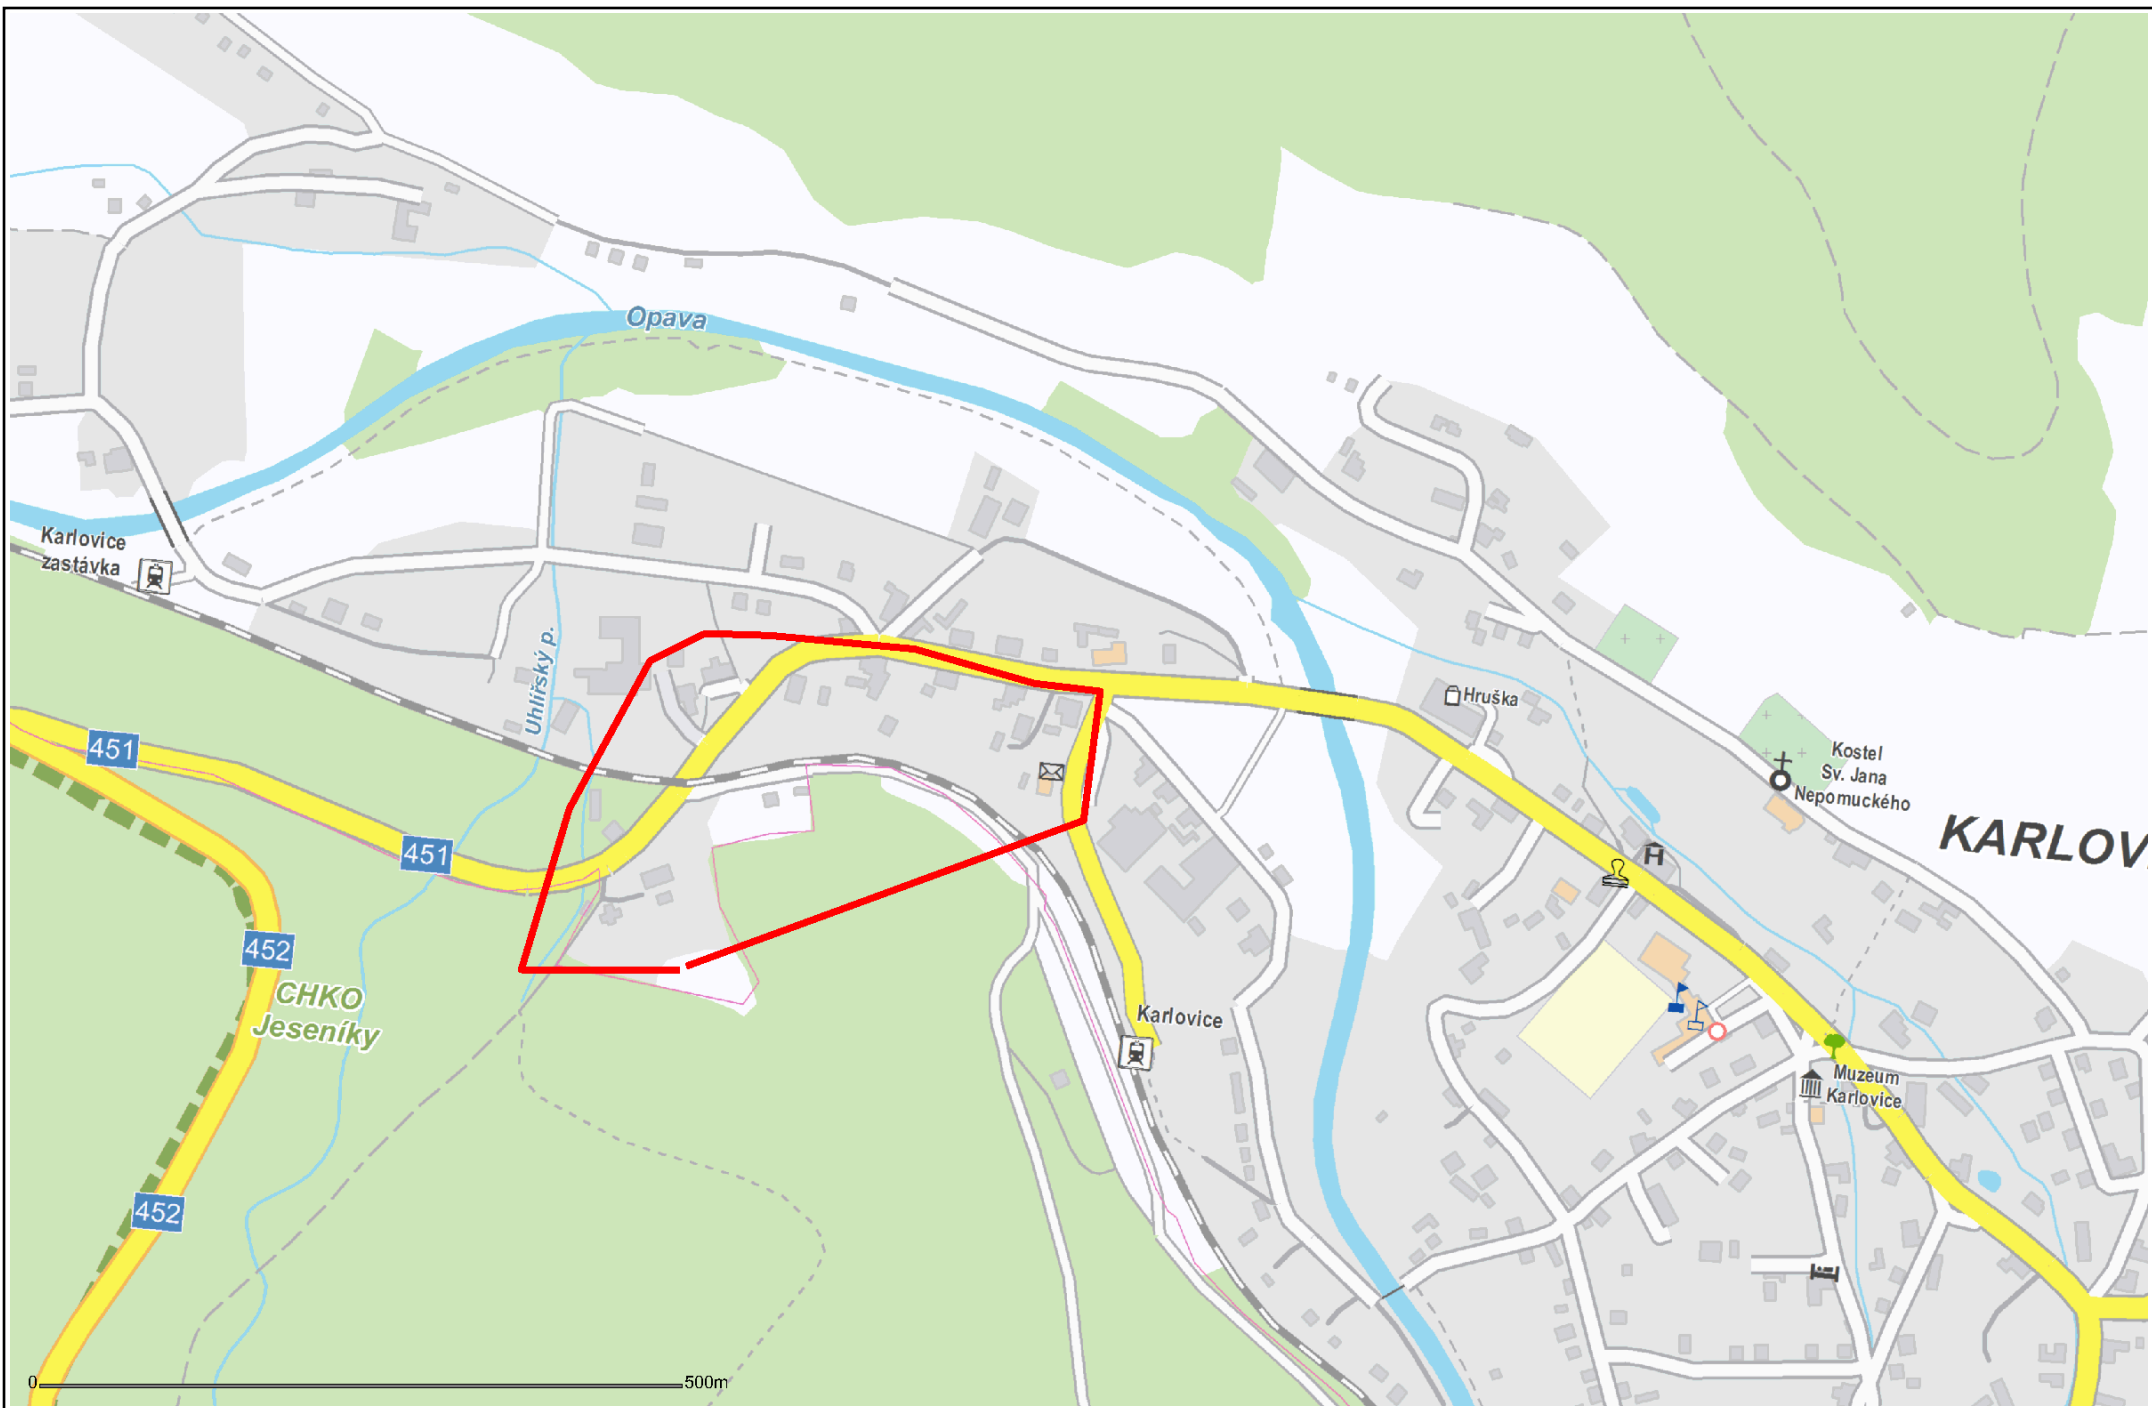 Opava
Karlovice
zastávka
Uhlířský p.
Hruška
451
Kostel
Sv. Jana
Nepomuckého
KARLOV
451
452
CHKO
Jeseníky
Karlovice
Muzeum
Karlovice
452
0
500m